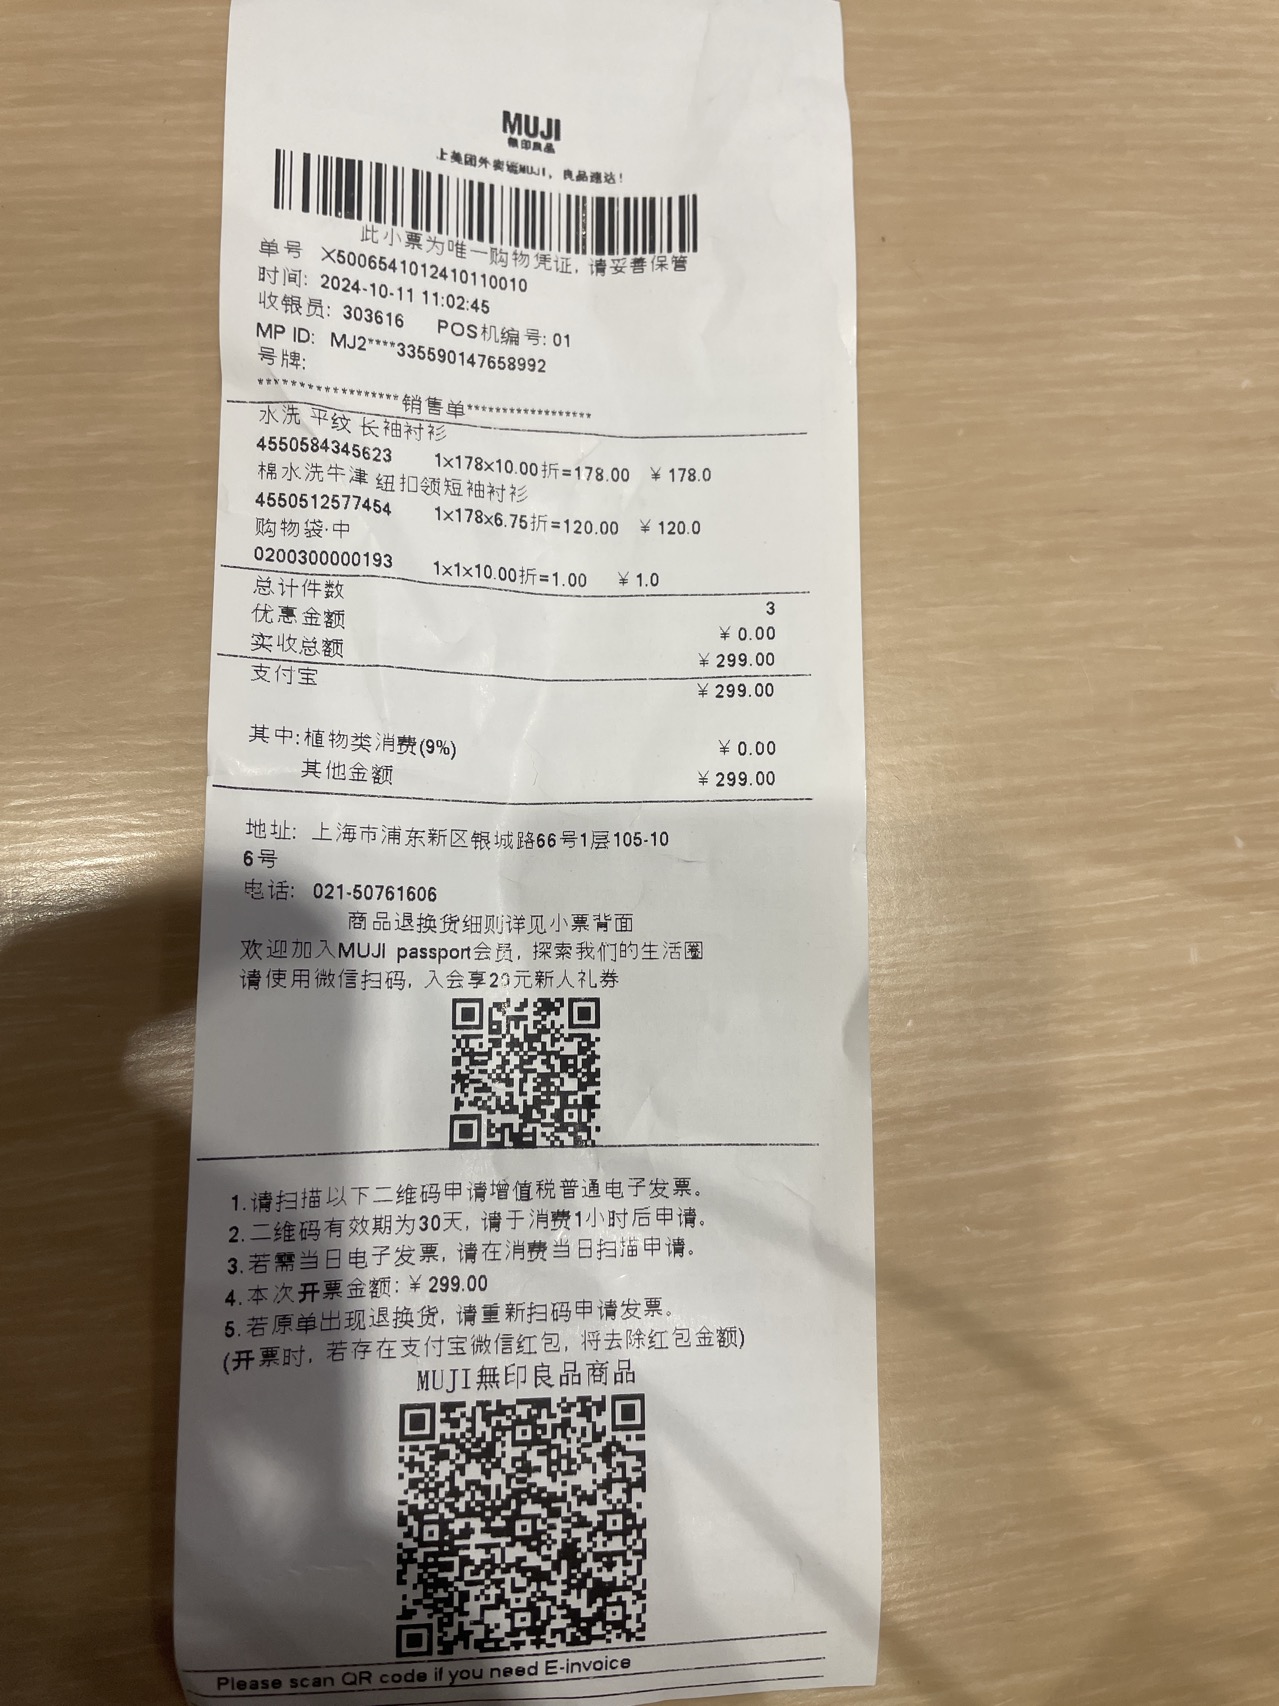 MUJI
無印良品
上美团外卖逛MUJI，良品速达！
此小票为唯一购物凭证，请妥善保管
单号 X5006541012410110010
时间: 2024-10-11 11:02:45
收银员: 303616 POS机编号: 01
MP ID: MJ2****335590147658992
号牌:
******************销售单******************
水洗 平纹 长袖衬衫
4550584345623 1x178x10.00折=178.00 ￥178.0
棉水洗牛津 纽扣领短袖衬衫
4550512577454 1x178x6.75折=120.00 ￥120.0
购物袋·中
0200300000193 1x1x10.00折=1.00 ￥1.0
总计件数 3
优惠金额 ￥0.00
实收总额 ￥299.00
支付宝 ￥299.00
其中:植物类消费(9%) ￥0.00
其他金额 ￥299.00
地址: 上海市浦东新区银城路66号1层105-10
6号
电话: 021-50761606
商品退换货细则详见小票背面
欢迎加入MUJI passport会员，探索我们的生活圈
请使用微信扫码，入会享20元新人礼券
1.请扫描以下二维码申请增值税普通电子发票。
2.二维码有效期为30天，请于消费1小时后申请。
3.若需当日电子发票，请在消费当日扫描申请。
4.本次开票金额:￥299.00
5.若原单出现退换货，请重新扫码申请发票。
(开票时，若存在支付宝微信红包，将去除红包金额)
MUJI無印良品商品
Please scan QR code if you need E-invoice